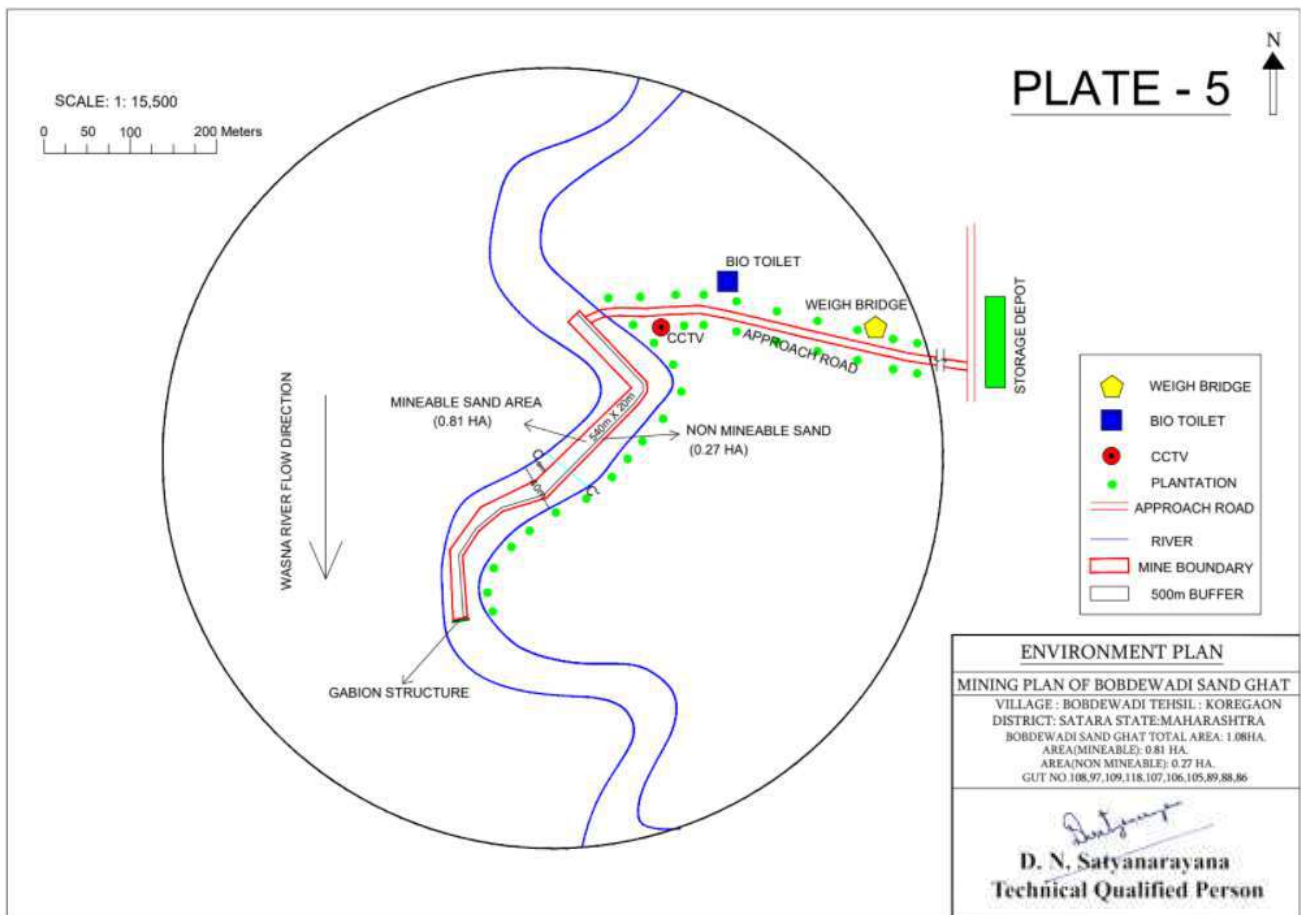 N
PLATE - 5
SCALE: 1: 15,500
0 50 100 200 Meters
BIO TOILET
WEIGH BRIDGE
CCTV
APPROACH ROAD
STORAGE DEPOT
MINEABLE SAND AREA
(0.81 HA)
540m X 20m
NON MINEABLE SAND
(0.27 HA)
WASNA RIVER FLOW DIRECTION
GABION STRUCTURE
WEIGH BRIDGE
BIO TOILET
CCTV
PLANTATION
APPROACH ROAD
RIVER
MINE BOUNDARY
500m BUFFER
ENVIRONMENT PLAN
MINING PLAN OF BOBDEWADI SAND GHAT
VILLAGE : BOBDEWADI TEHSIL : KOREGAON
DISTRICT: SATARA STATE:MAHARASHTRA
BOBDEWADI SAND GHAT TOTAL AREA: 1.08HA.
AREA(MINEABLE): 0.81 HA.
AREA(NON MINEABLE): 0.27 HA.
GUT NO.108,97,109,118,107,106,105,89,88,86
D. N. Satyanarayana
Technical Qualified Person